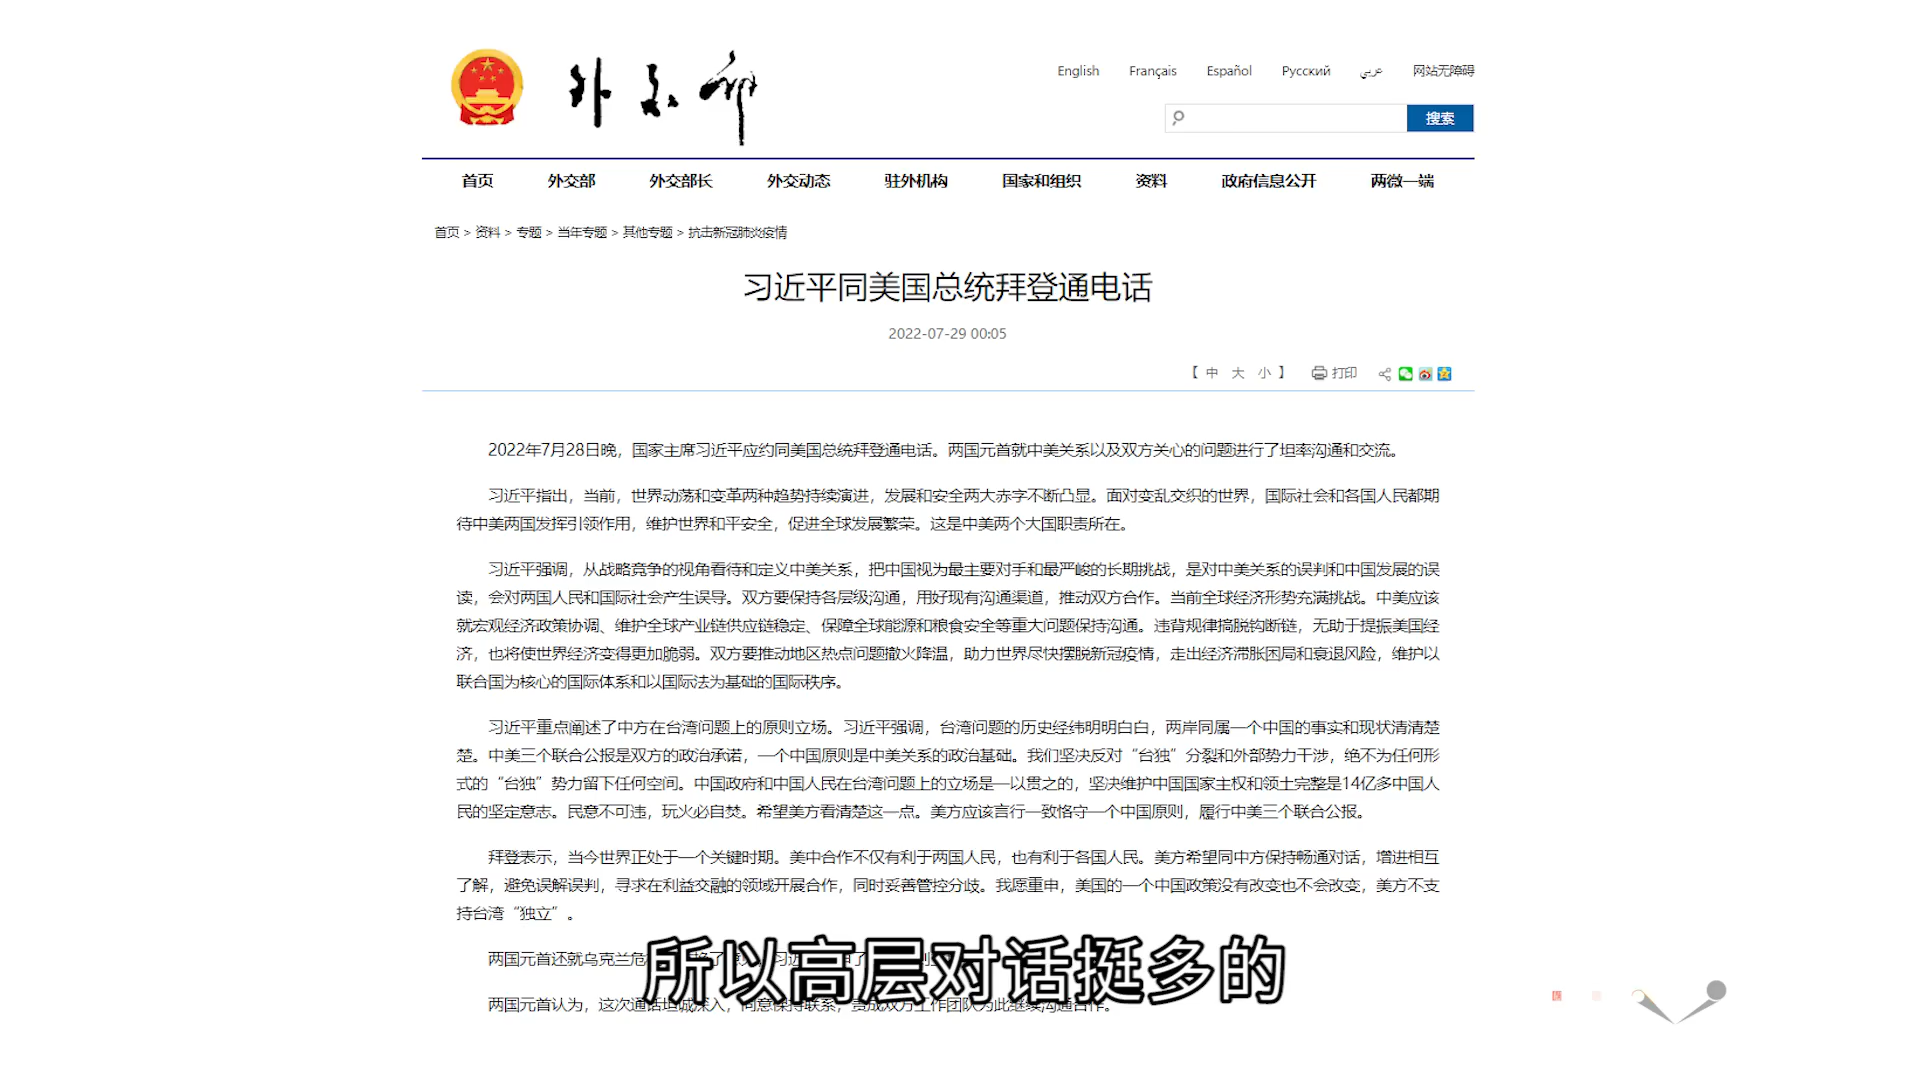 外交部
English Français Español Русский عربي 网站无障碍
搜索
首页 外交部 外交部长 外交动态 驻外机构 国家和组织 资料 政府信息公开 两微一端
首页 > 资料 > 专题 > 当年专题 > 其他专题 > 抗击新冠肺炎疫情
习近平同美国总统拜登通电话
2022-07-29 00:05
【 中 大 小 】 打印
2022年7月28日晚，国家主席习近平应约同美国总统拜登通电话。两国元首就中美关系以及双方关心的问题进行了坦率沟通和交流。
习近平指出，当前，世界动荡和变革两种趋势持续演进，发展和安全两大赤字不断凸显。面对变乱交织的世界，国际社会和各国人民都期
待中美两国发挥引领作用，维护世界和平安全，促进全球发展繁荣。这是中美两个大国职责所在。
习近平强调，从战略竞争的视角看待和定义中美关系，把中国视为最主要对手和最严峻的长期挑战，是对中美关系的误判和中国发展的误
读，会对两国人民和国际社会产生误导。双方要保持各层级沟通，用好现有沟通渠道，推动双方合作。当前全球经济形势充满挑战。中美应该
就宏观经济政策协调、维护全球产业链供应链稳定、保障全球能源和粮食安全等重大问题保持沟通。违背规律搞脱钩断链，无助于提振美国经
济，也将使世界经济变得更加脆弱。双方要推动地区热点问题撤火降温，助力世界尽快摆脱新冠疫情，走出经济滞胀困局和衰退风险，维护以
联合国为核心的国际体系和以国际法为基础的国际秩序。
习近平重点阐述了中方在台湾问题上的原则立场。习近平强调，台湾问题的历史经纬明明白白，两岸同属一个中国的事实和现状清清楚
楚。中美三个联合公报是双方的政治承诺，一个中国原则是中美关系的政治基础。我们坚决反对“台独”分裂和外部势力干涉，绝不为任何形
式的“台独”势力留下任何空间。中国政府和中国人民在台湾问题上的立场是一以贯之的，坚决维护中国国家主权和领土完整是14亿多中国人
民的坚定意志。民意不可违，玩火必自焚。希望美方看清楚这一点。美方应该言行一致恪守一个中国原则，履行中美三个联合公报。
拜登表示，当今世界正处于一个关键时期。美中合作不仅有利于两国人民，也有利于各国人民。美方希望同中方保持畅通对话，增进相互
了解，避免误解误判，寻求在利益交融的领域开展合作，同时妥善管控分歧。我愿重申，美国的一个中国政策没有改变也不会改变，美方不支
持台湾“独立”。
两国元首还就乌克兰危
所以高层对话挺多的
两国元首认为，这次通话坦诚深入，同意保持联系，责成双方工作团队为此继续沟通合作。